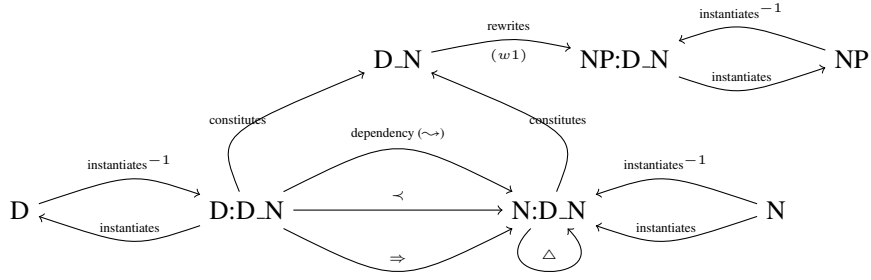 rewrites
instantiates−1
D_N
(w1)
NP:D_N
NP
instantiates
constitutes
constitutes
dependency (⇝)
instantiates−1
instantiates−1
≺
D
D:D_N
N:D_N
N
instantiates
instantiates
⇒
△